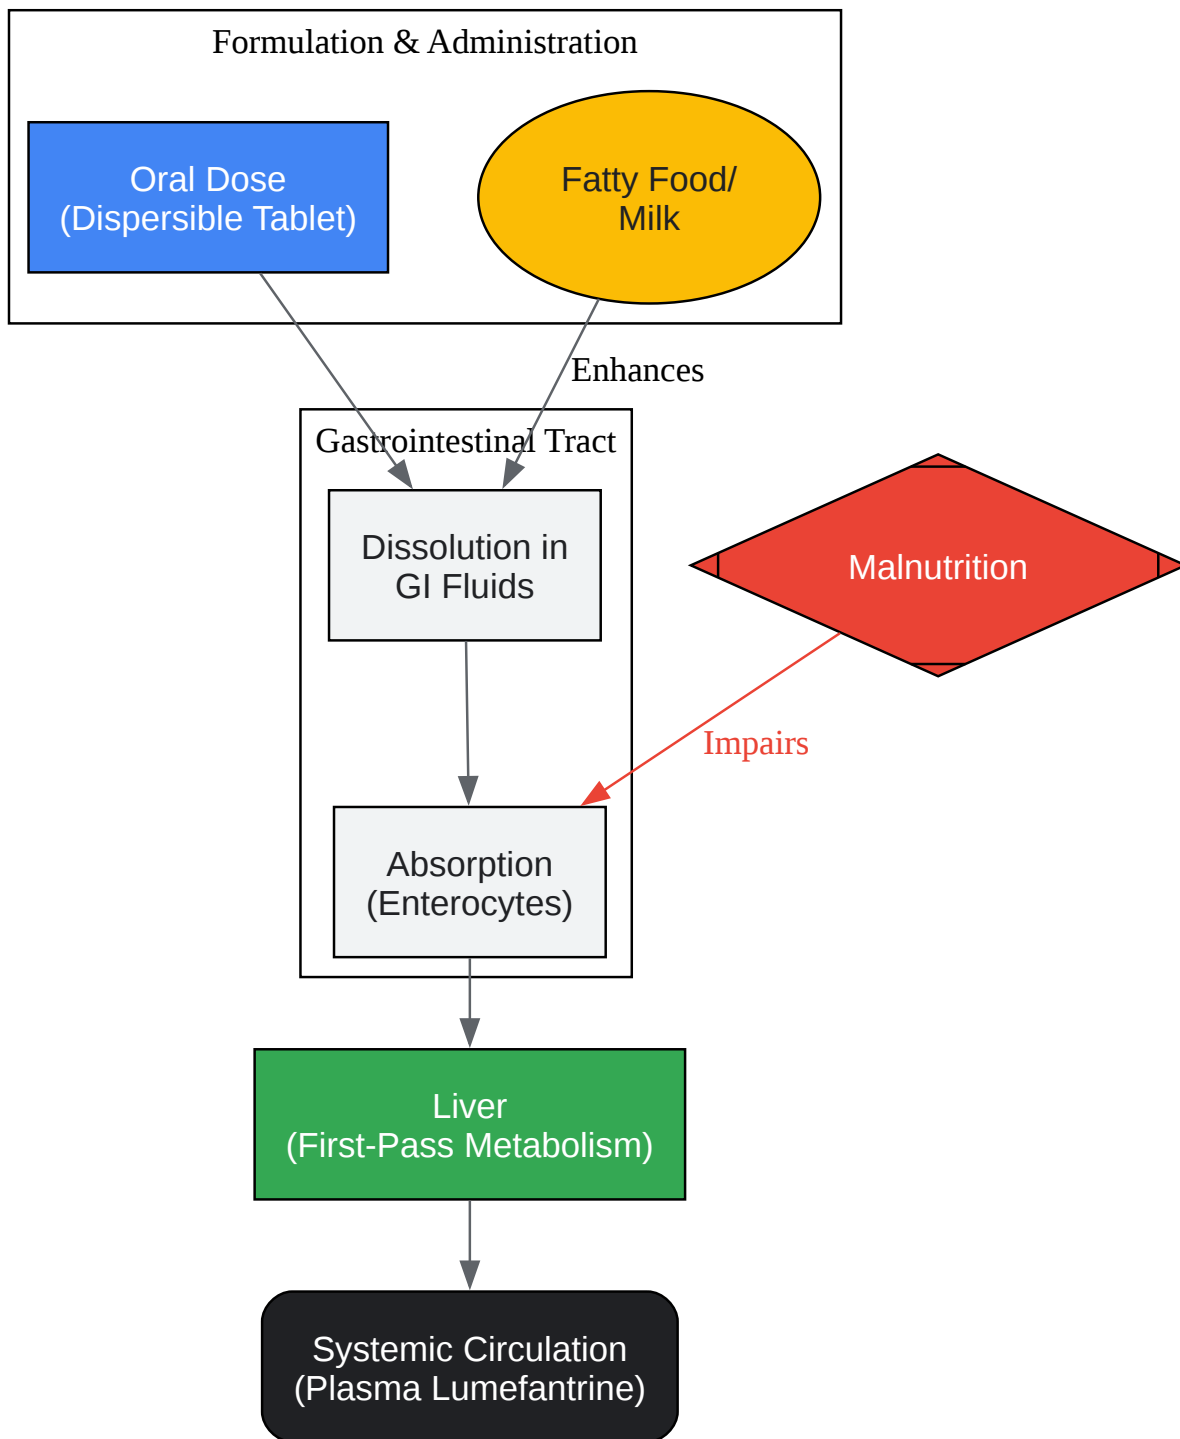 Formulation & Administration
Oral Dose
(Dispersible Tablet)
Fatty Food/
Milk
Enhances
Gastrointestinal Tract
Dissolution in
GI Fluids
Malnutrition
Impairs
Absorption
(Enterocytes)
Liver
(First-Pass Metabolism)
Systemic Circulation
(Plasma Lumefantrine)